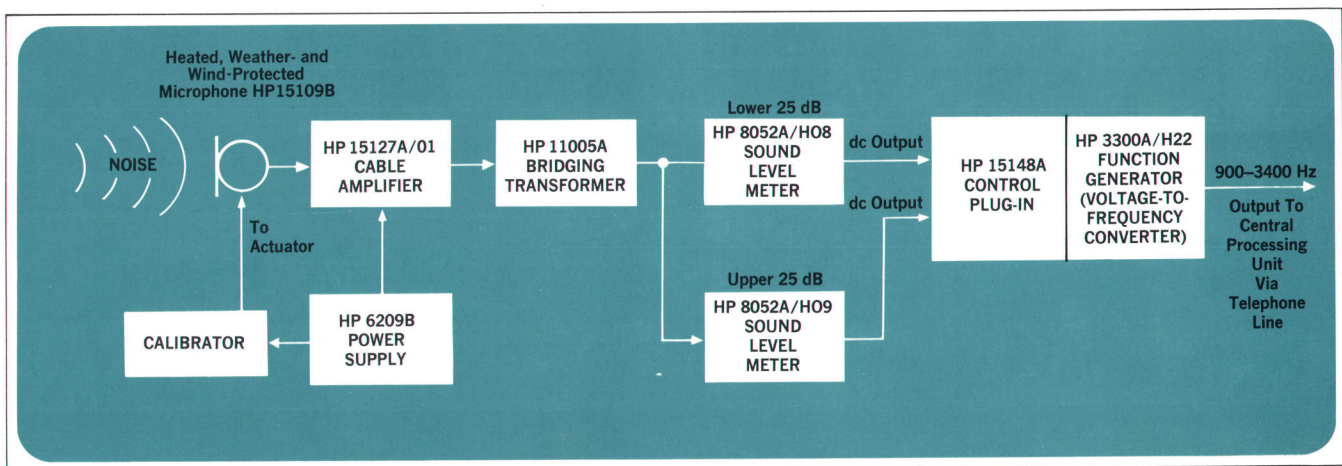 Heated, Weather- and
Wind-Protected
Microphone HP15109B
NOISE
To
Actuator
HP 15127A/01
CABLE
AMPLIFIER
HP 11005A
BRIDGING
TRANSFORMER
Lower 25 dB
HP 8052A/HO8
SOUND
LEVEL
METER
dc Output
dc Output
Upper 25 dB
HP 8052A/HO9
SOUND
LEVEL
METER
HP 15148A
CONTROL
PLUG-IN
HP 3300A/H22
FUNCTION
GENERATOR
(VOLTAGE-TO-
FREQUENCY
CONVERTER)
900–3400 Hz
Output To
Central
Processing
Unit
Via
Telephone
Line
CALIBRATOR
HP 6209B
POWER
SUPPLY